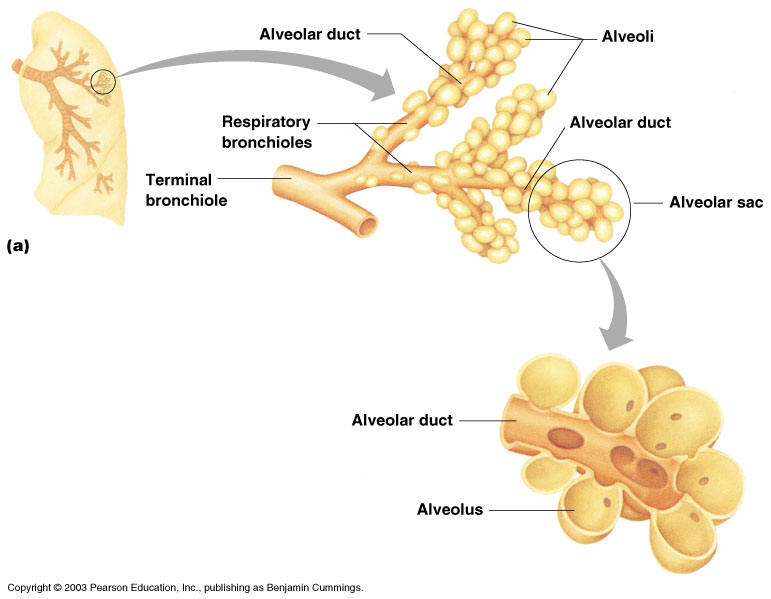 Alveolar duct
Alveoli
Respiratory
bronchioles
Alveolar duct
Terminal
bronchiole
Alveolar sac
(a)
Alveolar duct
Alveolus
Copyright © 2003 Pearson Education, Inc., publishing as Benjamin Cummings.